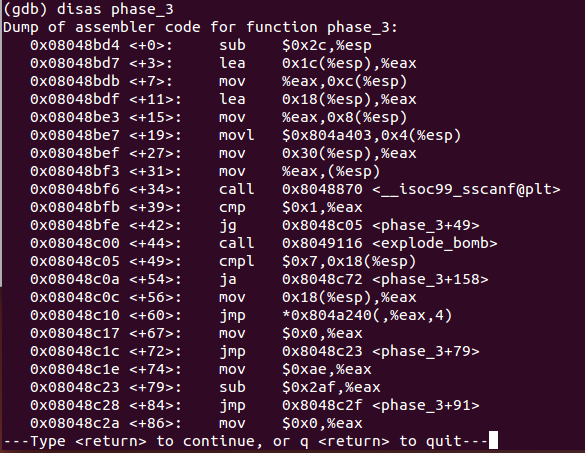 (gdb) disas phase_3
Dump of assembler code for function phase_3:
   0x08048bd4 <+0>:     sub    $0x2c,%esp
   0x08048bd7 <+3>:     lea    0x1c(%esp),%eax
   0x08048bdb <+7>:     mov    %eax,0xc(%esp)
   0x08048bdf <+11>:    lea    0x18(%esp),%eax
   0x08048be3 <+15>:    mov    %eax,0x8(%esp)
   0x08048be7 <+19>:    movl   $0x804a403,0x4(%esp)
   0x08048bef <+27>:    mov    0x30(%esp),%eax
   0x08048bf3 <+31>:    mov    %eax,(%esp)
   0x08048bf6 <+34>:    call   0x8048870 <__isoc99_sscanf@plt>
   0x08048bfb <+39>:    cmp    $0x1,%eax
   0x08048bfe <+42>:    jg     0x8048c05 <phase_3+49>
   0x08048c00 <+44>:    call   0x8049116 <explode_bomb>
   0x08048c05 <+49>:    cmpl   $0x7,0x18(%esp)
   0x08048c0a <+54>:    ja     0x8048c72 <phase_3+158>
   0x08048c0c <+56>:    mov    0x18(%esp),%eax
   0x08048c10 <+60>:    jmp    *0x804a240(,%eax,4)
   0x08048c17 <+67>:    mov    $0x0,%eax
   0x08048c1c <+72>:    jmp    0x8048c23 <phase_3+79>
   0x08048c1e <+74>:    mov    $0xae,%eax
   0x08048c23 <+79>:    sub    $0x2af,%eax
   0x08048c28 <+84>:    jmp    0x8048c2f <phase_3+91>
   0x08048c2a <+86>:    mov    $0x0,%eax
---Type <return> to continue, or q <return> to quit---